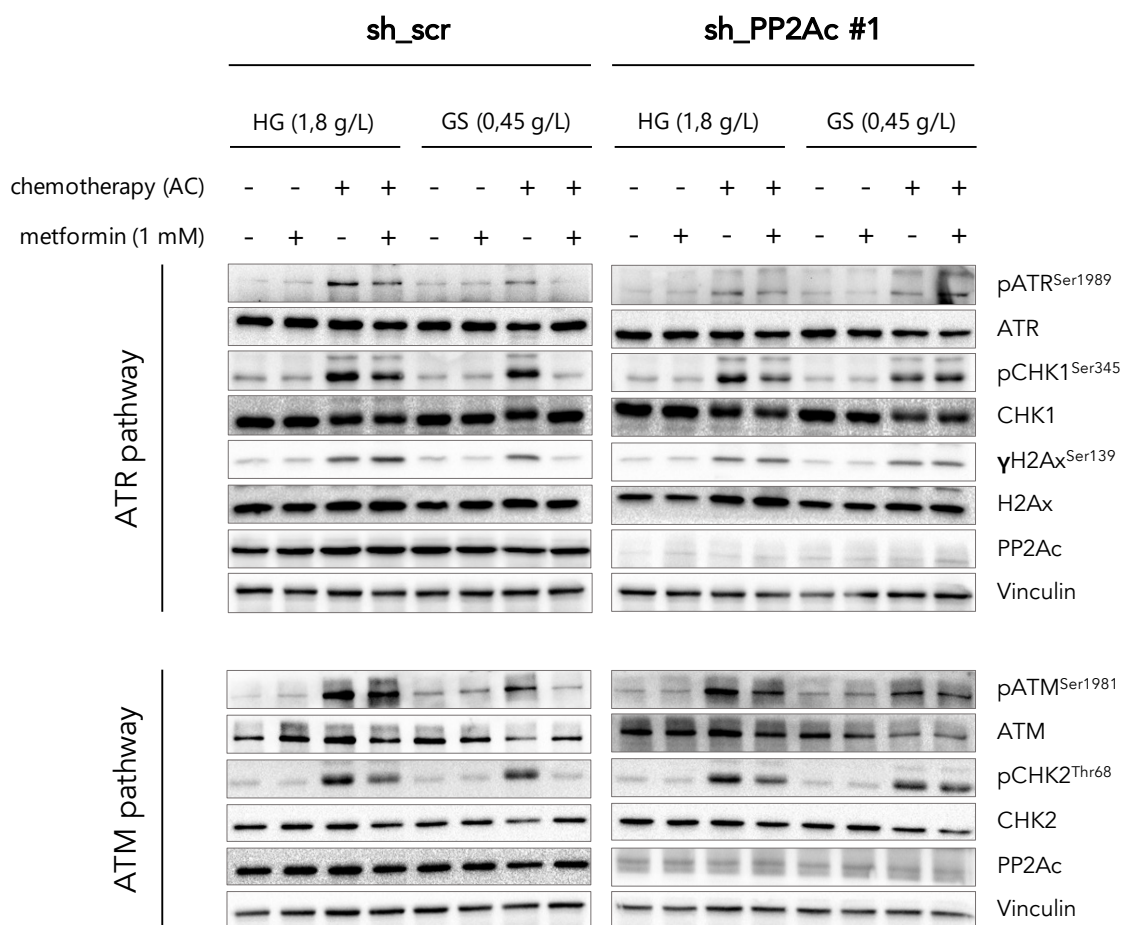 sh_scr sh_PP2Ac #1
HG (1,8 g/L) GS (0,45 g/L) HG (1,8 g/L) GS (0,45 g/L)
chemotherapy (AC) - - + + - - + + - - + + - - + +
metformin (1 mM) - + - + - + - + - + - + - + - +
ATR pathway
pATRSer1989
ATR
pCHK1Ser345
CHK1
γH2AxSer139
H2Ax
PP2Ac
Vinculin
ATM pathway
pATMSer1981
ATM
pCHK2Thr68
CHK2
PP2Ac
Vinculin